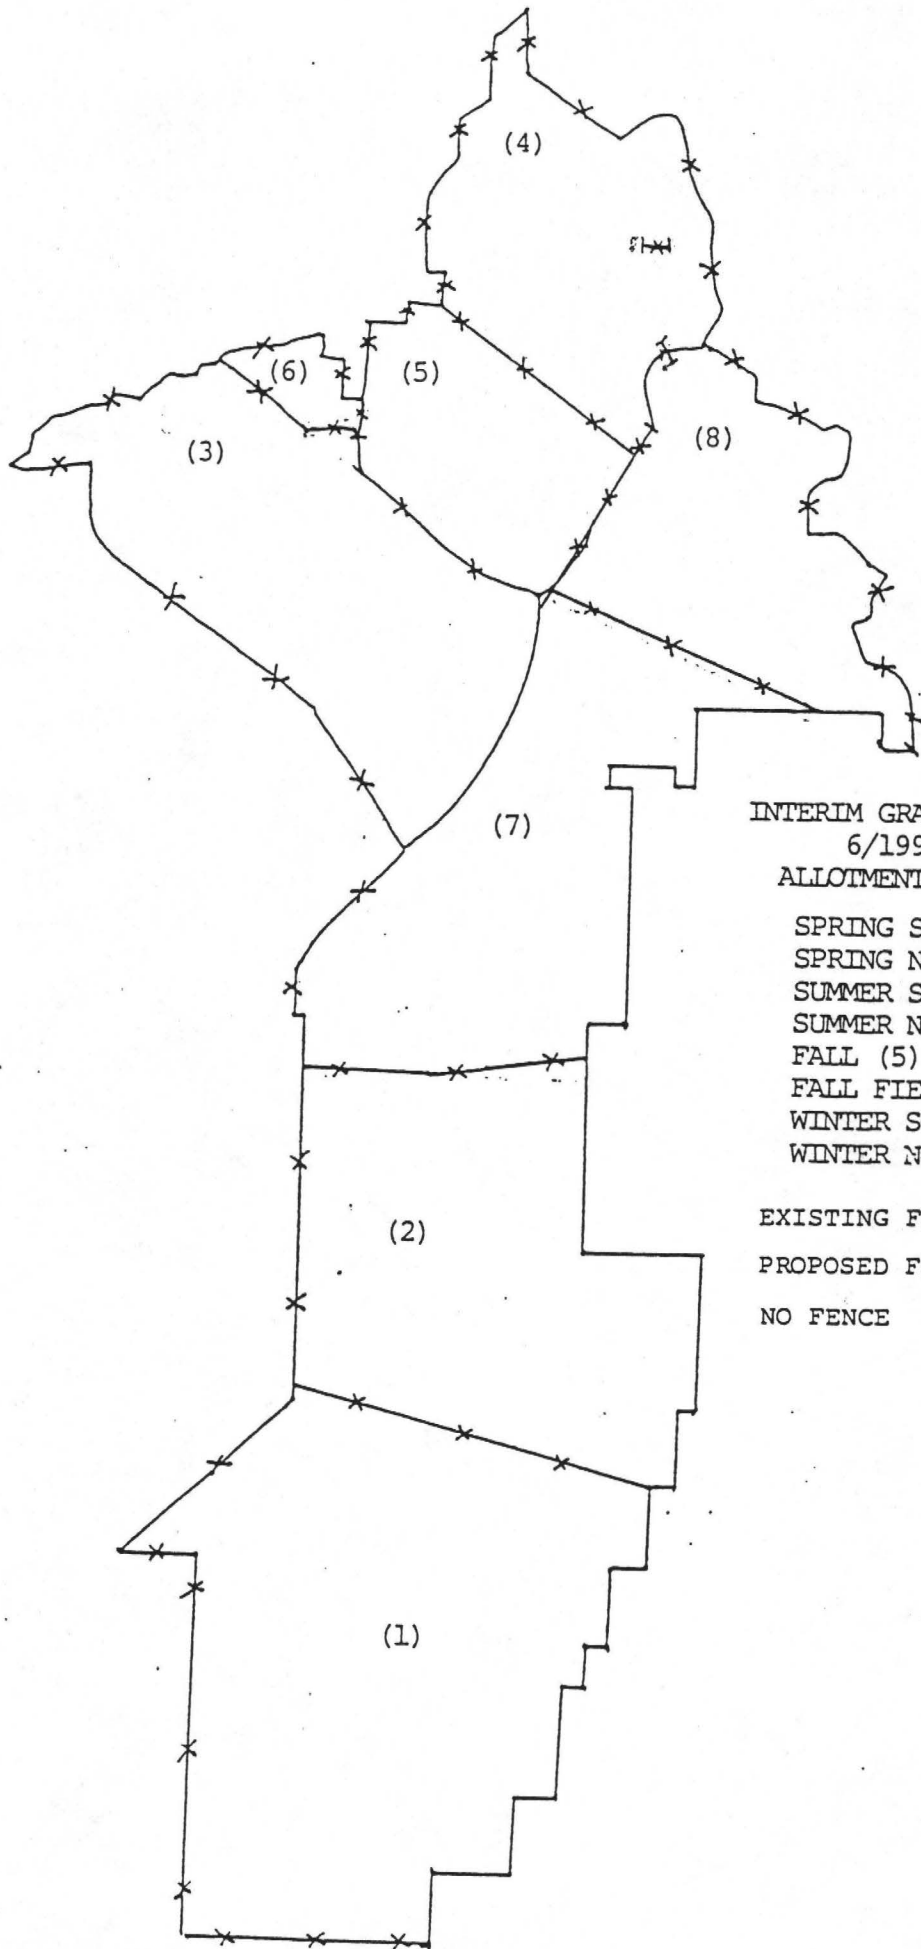 (4)
(5)
(6)
(3)
(8)
(7)
INTERIM GRA
6/199
ALLOTMENT
SPRING S
SPRING N
SUMMER S
SUMMER N
FALL (5)
FALL FIE
WINTER S
WINTER N
(2)
EXISTING F
PROPOSED F
NO FENCE
(1)